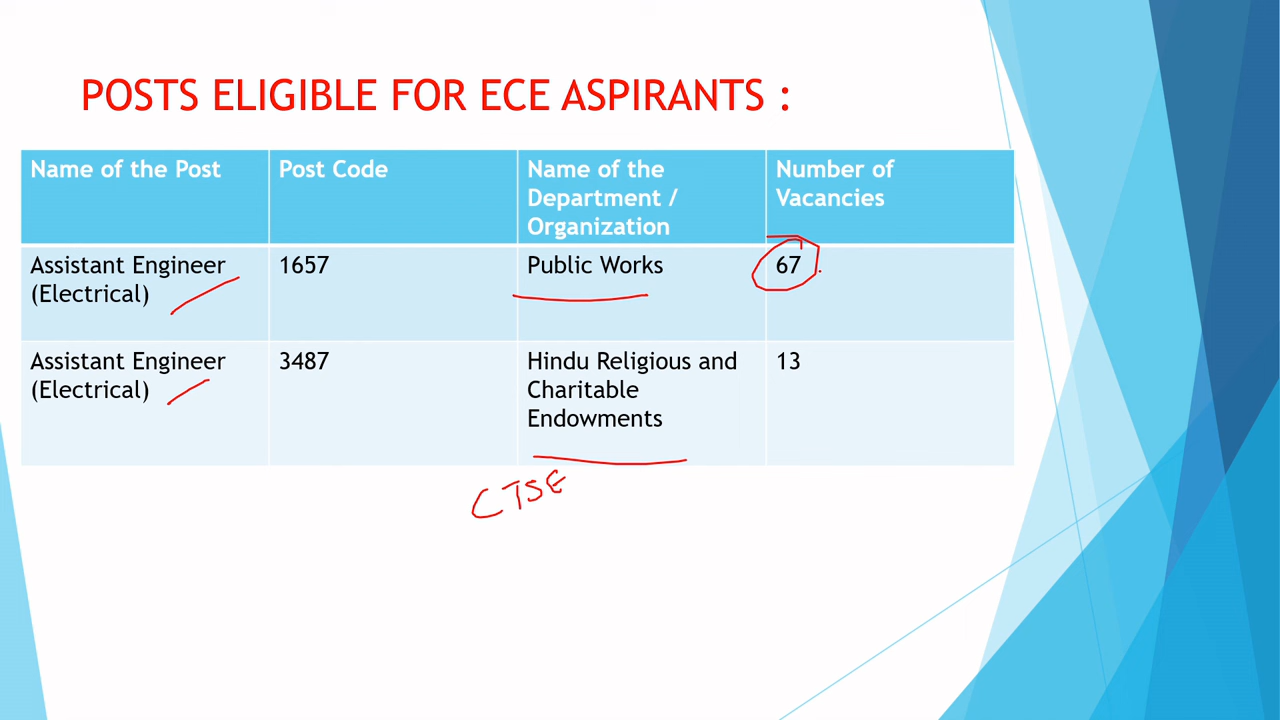 POSTS ELIGIBLE FOR ECE ASPIRANTS :
Name of the Post
Post Code
Name of the
Department /
Organization
Number of
Vacancies
Assistant Engineer
(Electrical)
1657
Public Works
67
Assistant Engineer
(Electrical)
3487
Hindu Religious and
Charitable
Endowments
13
CTSE